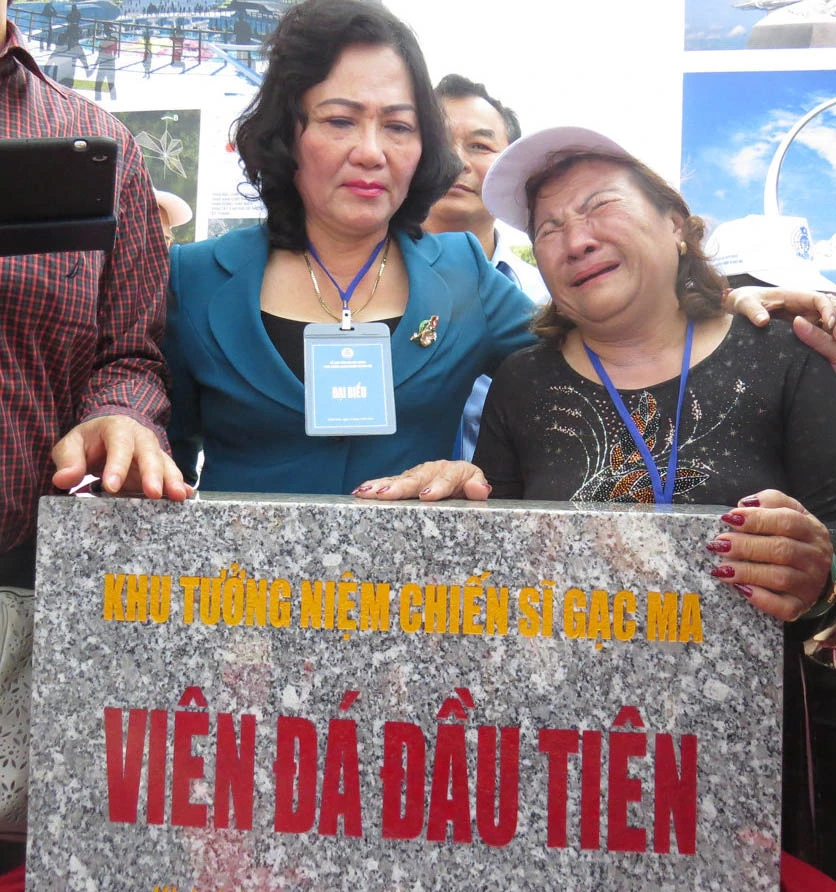 ĐẠI BIỂU
KHU TƯỞNG NIỆM CHIẾN SĨ GẠC MA
VIÊN ĐÁ ĐẦU TIÊN